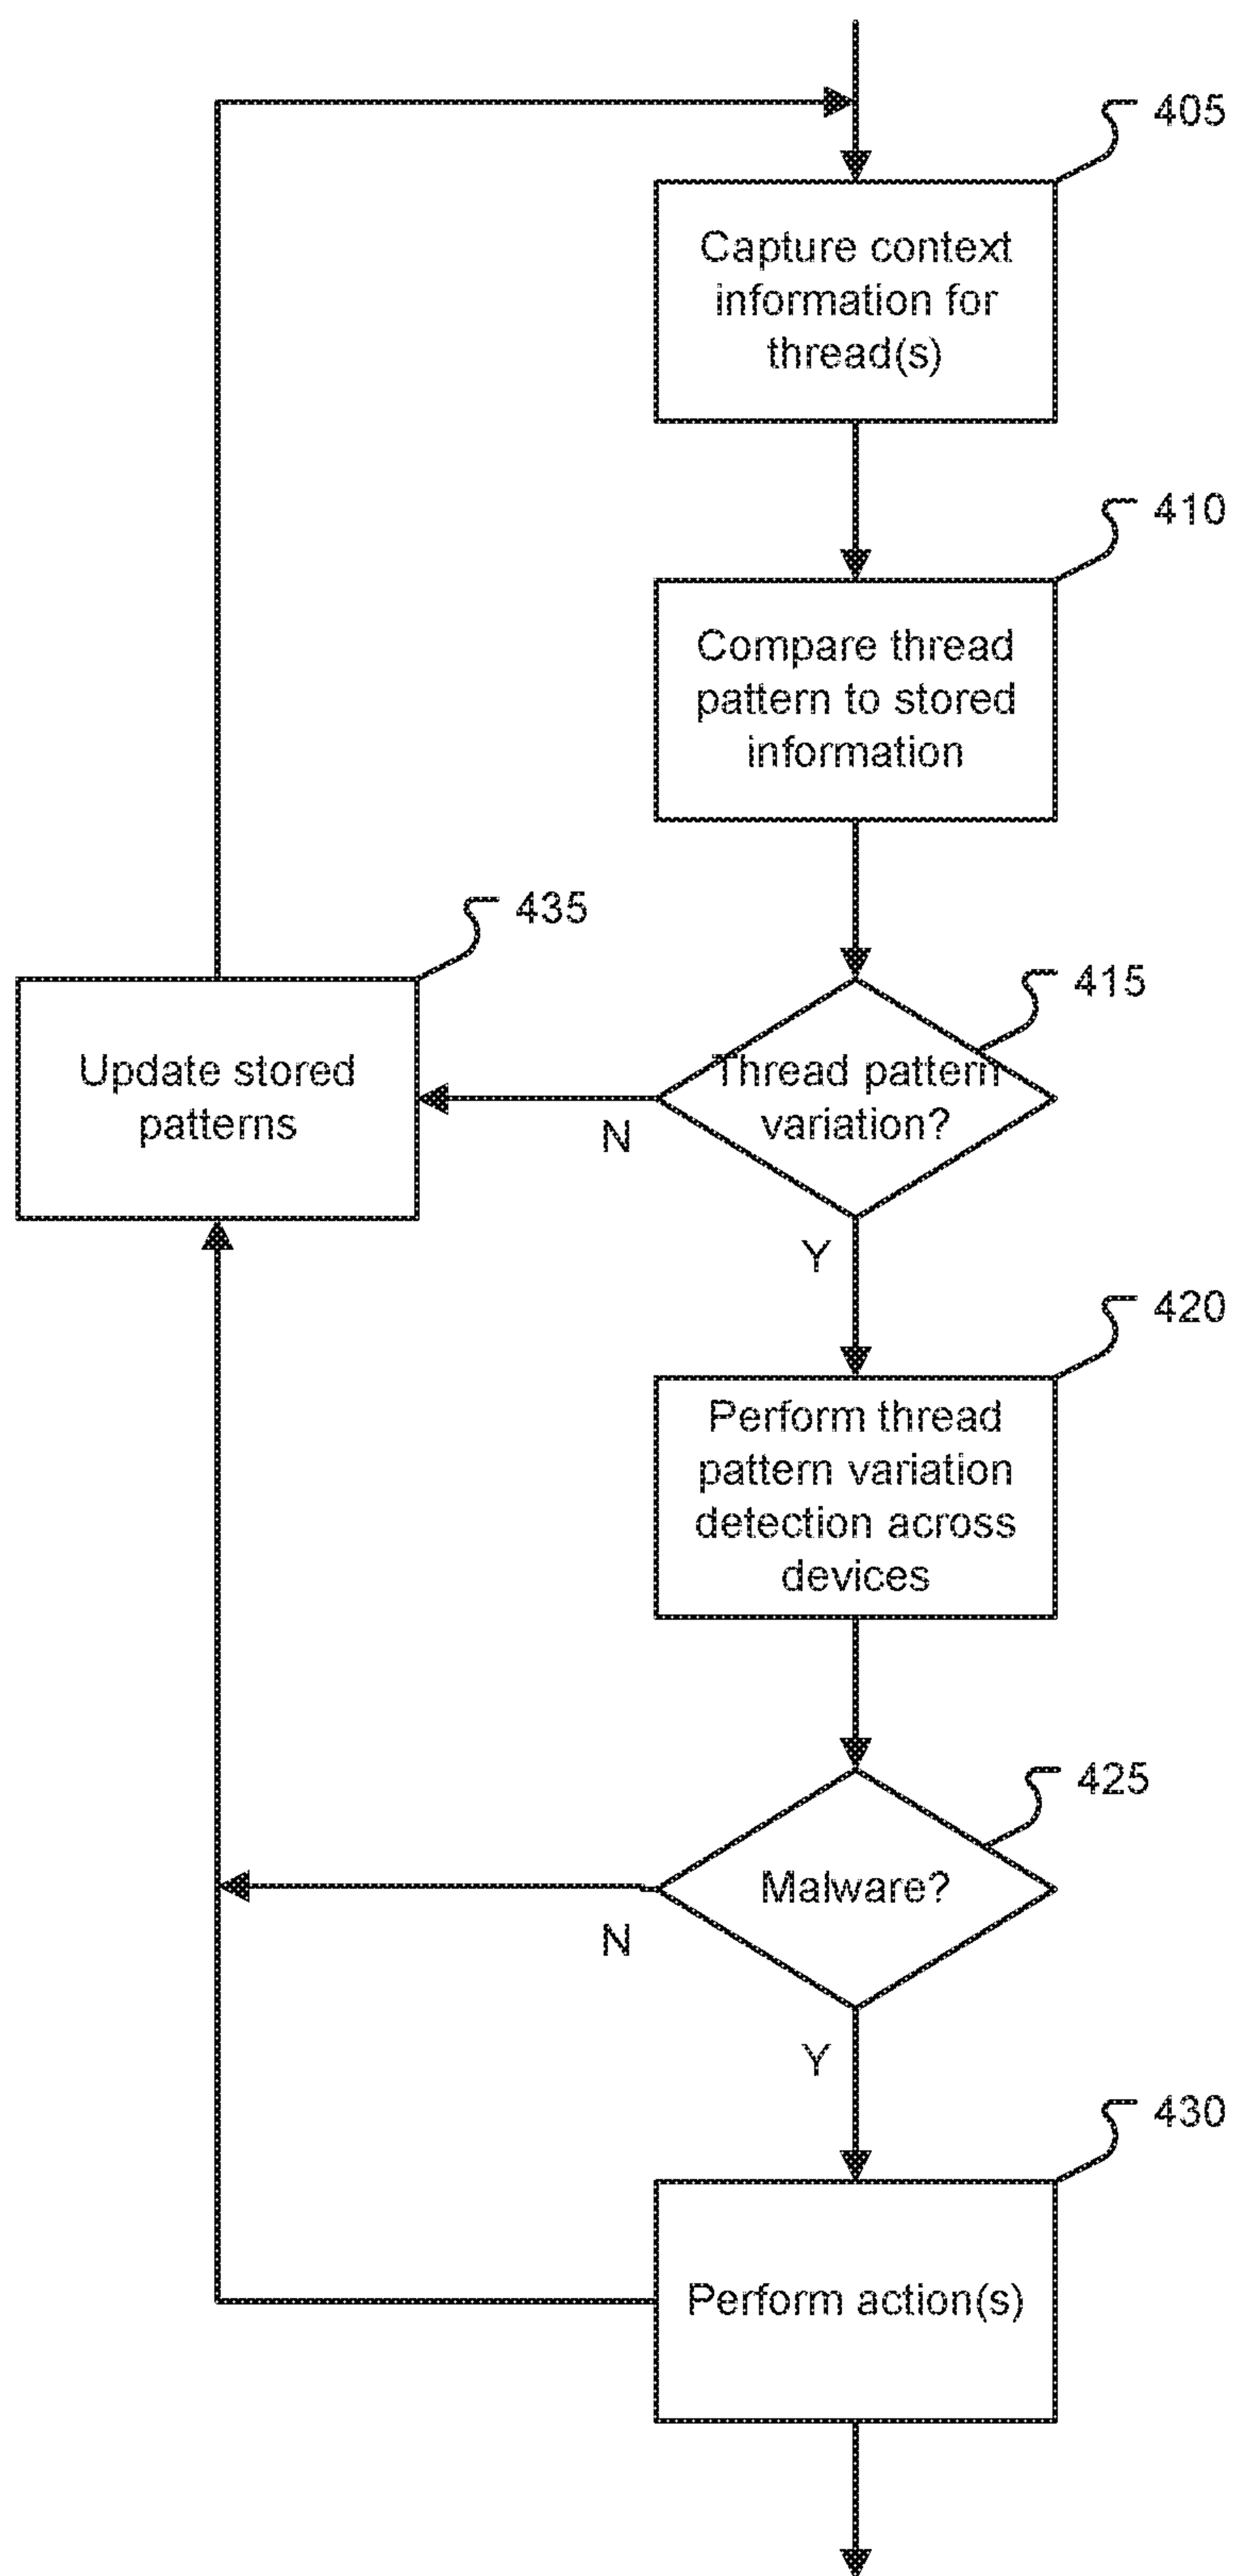 405
Capture context
information for
thread(s)
410
Compare thread
pattern to stored
information
435
Update stored
patterns
415
Thread pattern
variation?
N
Y
420
Perform thread
pattern variation
detection across
devices
425
Malware?
N
Y
430
Perform action(s)